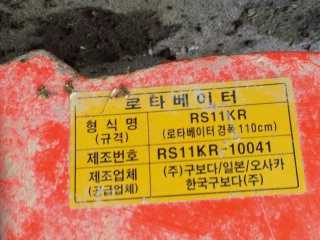 로타베이터
형식명 RS11KR
(규격) (로타베이터 경폭 110cm)
제조번호 RS11KR-10041
제조업체 (주)구보다/일본/오사카
(공급업체) 한국구보다(주)